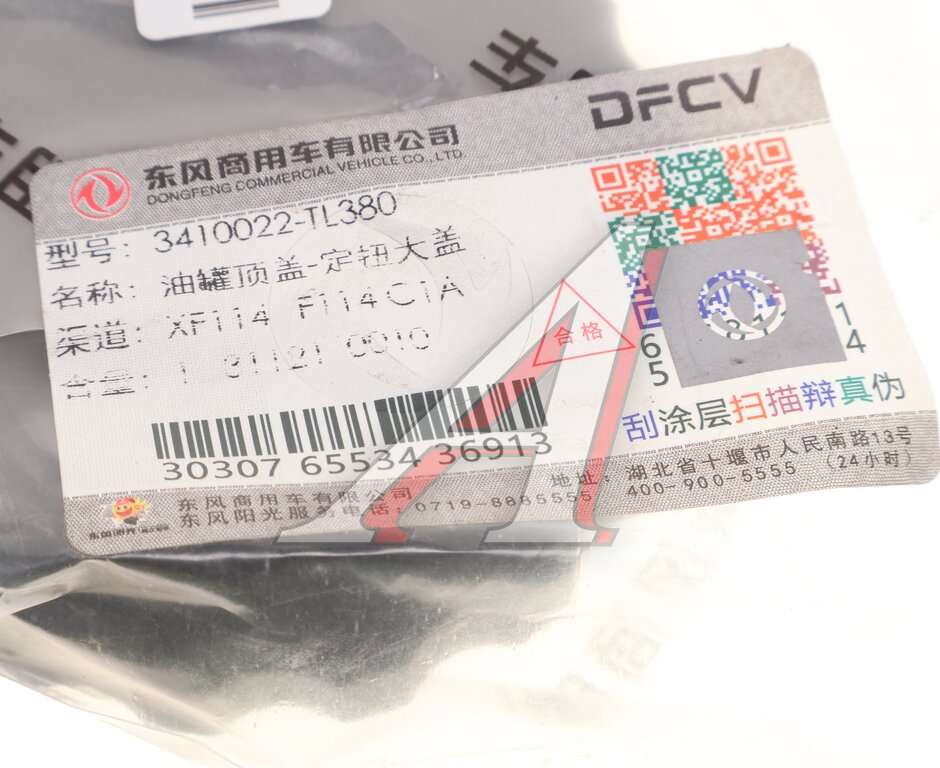 DFCV
东风商用车有限公司
DONGFENG COMMERCIAL VEHICLE CO., LTD.
型号: 3410022-TL380
名称: 油罐顶盖-定扭大盖
渠道: XF114 F114C1A
合格
30307 65534 36913
刮涂层扫描辩真伪
东风商用车有限公司
地址: 湖北省十堰市人民南路13号
东风阳光服务电话: 0719-8885555
400-900-5555 (24小时)